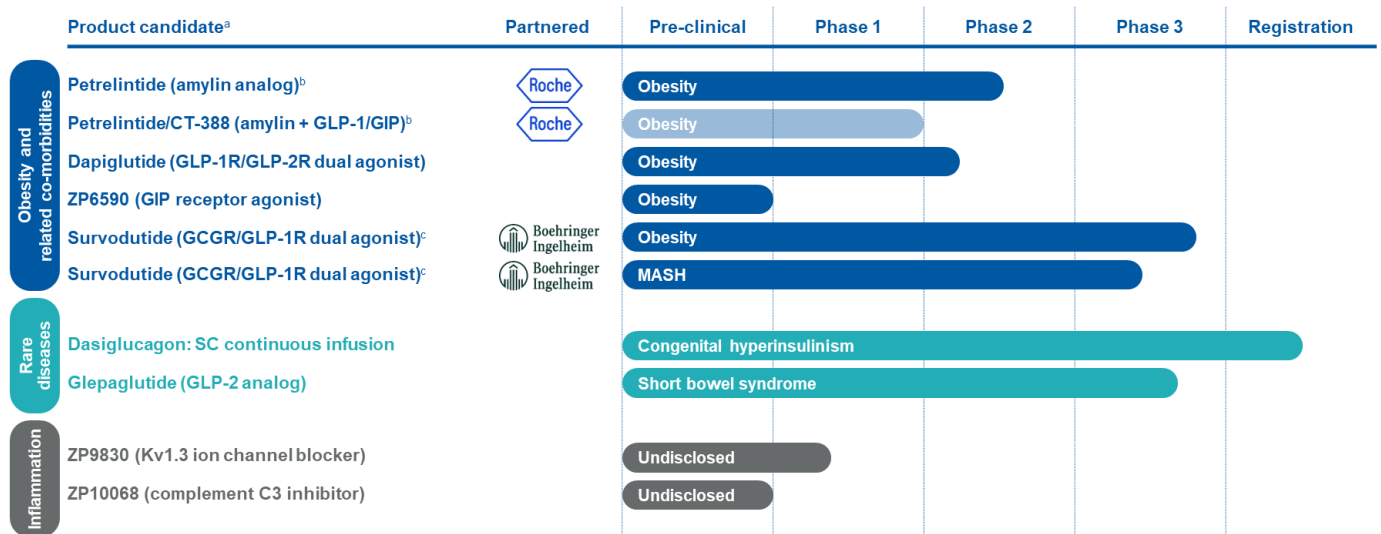 Product candidateᵃ Partnered Pre-clinical Phase 1 Phase 2 Phase 3 Registration
Obesity and
related co-morbidities
Petrelintide (amylin analog)ᵇ Roche Obesity
Petrelintide/CT-388 (amylin + GLP-1/GIP)ᵇ Roche Obesity
Dapiglutide (GLP-1R/GLP-2R dual agonist) Obesity
ZP6590 (GIP receptor agonist) Obesity
Survodutide (GCGR/GLP-1R dual agonist)ᶜ Boehringer Ingelheim Obesity
Survodutide (GCGR/GLP-1R dual agonist)ᶜ Boehringer Ingelheim MASH
Rare
diseases
Dasiglucagon: SC continuous infusion Congenital hyperinsulinism
Glepaglutide (GLP-2 analog) Short bowel syndrome
Inflammation
ZP9830 (Kv1.3 ion channel blocker) Undisclosed
ZP10068 (complement C3 inhibitor) Undisclosed